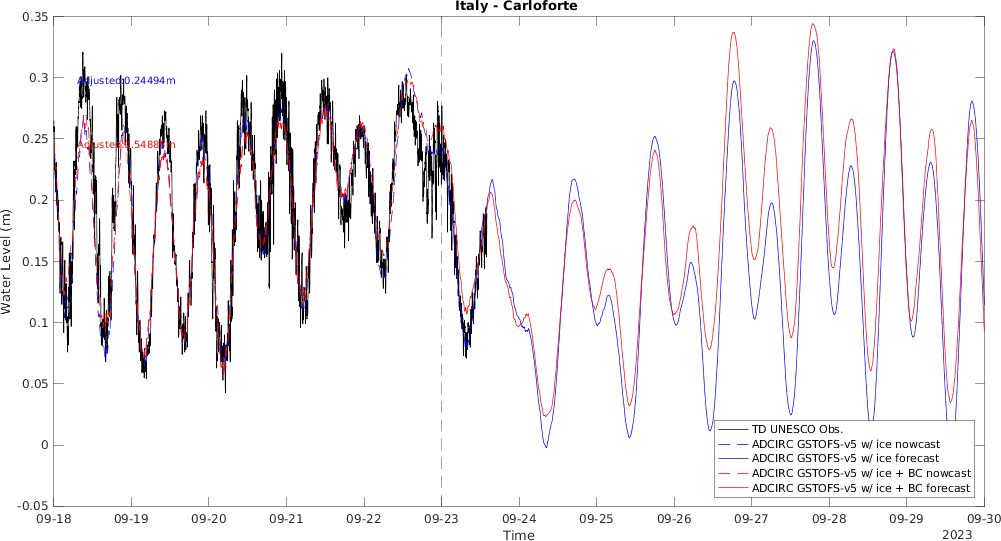 Italy - Carloforte
Water Level (m)
0.35
0.3
0.25
0.2
0.15
0.1
0.05
0
-0.05
Adjusted:0.24494m
TD UNESCO Obs.
ADCIRC GSTOFS-v5 w/ ice nowcast
ADCIRC GSTOFS-v5 w/ ice forecast
ADCIRC GSTOFS-v5 w/ ice + BC nowcast
ADCIRC GSTOFS-v5 w/ ice + BC forecast
09-18 09-19 09-20 09-21 09-22 09-23 09-24 09-25 09-26 09-27 09-28 09-29 09-30
Time
2023